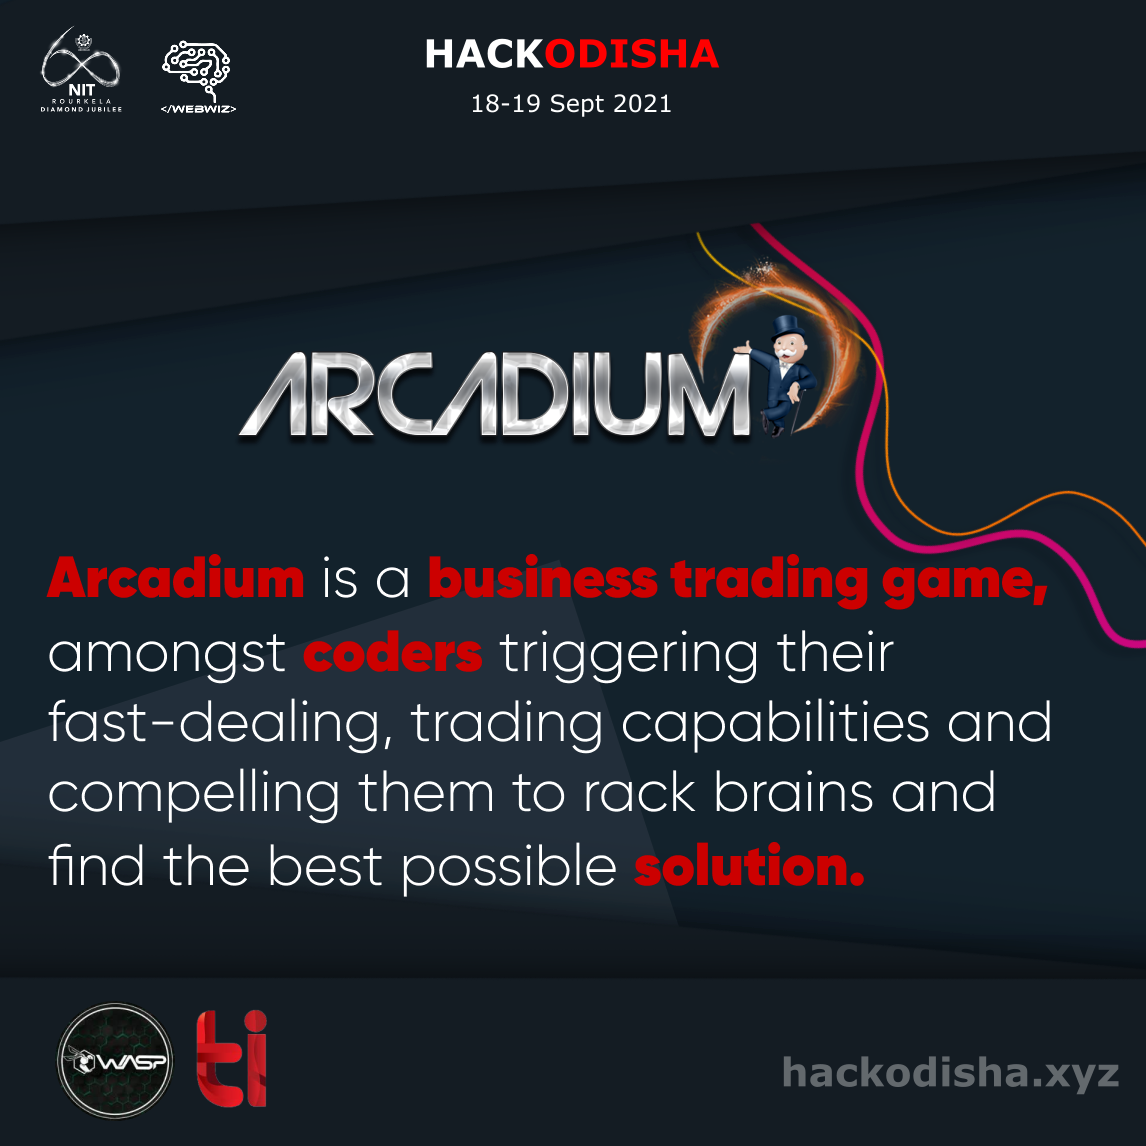 60
NIT
ROURKELA
DIAMOND JUBILEE
</WEBWIZ>
HACKODISHA
18-19 Sept 2021
ARCADIUM
Arcadium is a business trading game,
amongst coders triggering their
fast-dealing, trading capabilities and
compelling them to rack brains and
find the best possible solution.
WASP
ti
hackodisha.xyz